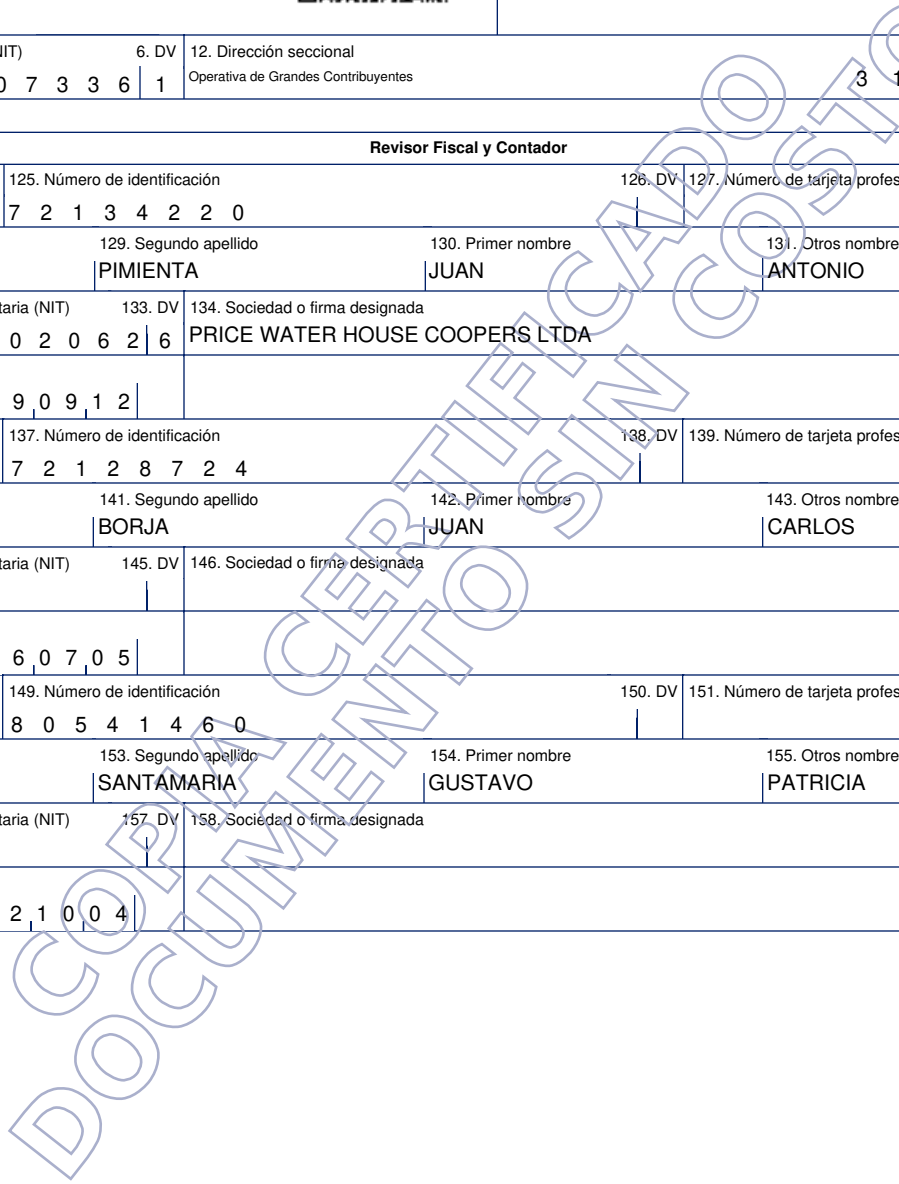 NIT) 6. DV 12. Dirección seccional
0 7 3 3 6 1 Operativa de Grandes Contribuyentes 3 1
Revisor Fiscal y Contador
125. Número de identificación 126. DV 127. Número de tarjeta profes
7 2 1 3 4 2 2 0
129. Segundo apellido 130. Primer nombre 131. Otros nombre
PIMIENTA JUAN ANTONIO
taria (NIT) 133. DV 134. Sociedad o firma designada
0 2 0 6 2 6 PRICE WATER HOUSE COOPERS LTDA
9 0 9 1 2
137. Número de identificación 138. DV 139. Número de tarjeta profes
7 2 1 2 8 7 2 4
141. Segundo apellido 142. Primer nombre 143. Otros nombre
BORJA JUAN CARLOS
taria (NIT) 145. DV 146. Sociedad o firma designada
6 0 7 0 5
149. Número de identificación 150. DV 151. Número de tarjeta profes
8 0 5 4 1 4 6 0
153. Segundo apellido 154. Primer nombre 155. Otros nombre
SANTAMARIA GUSTAVO PATRICIA
taria (NIT) 157. DV 158. Sociedad o firma designada
2 1 0 0 4
COPIA CERTIFICADO
DOCUMENTO SIN COSTO